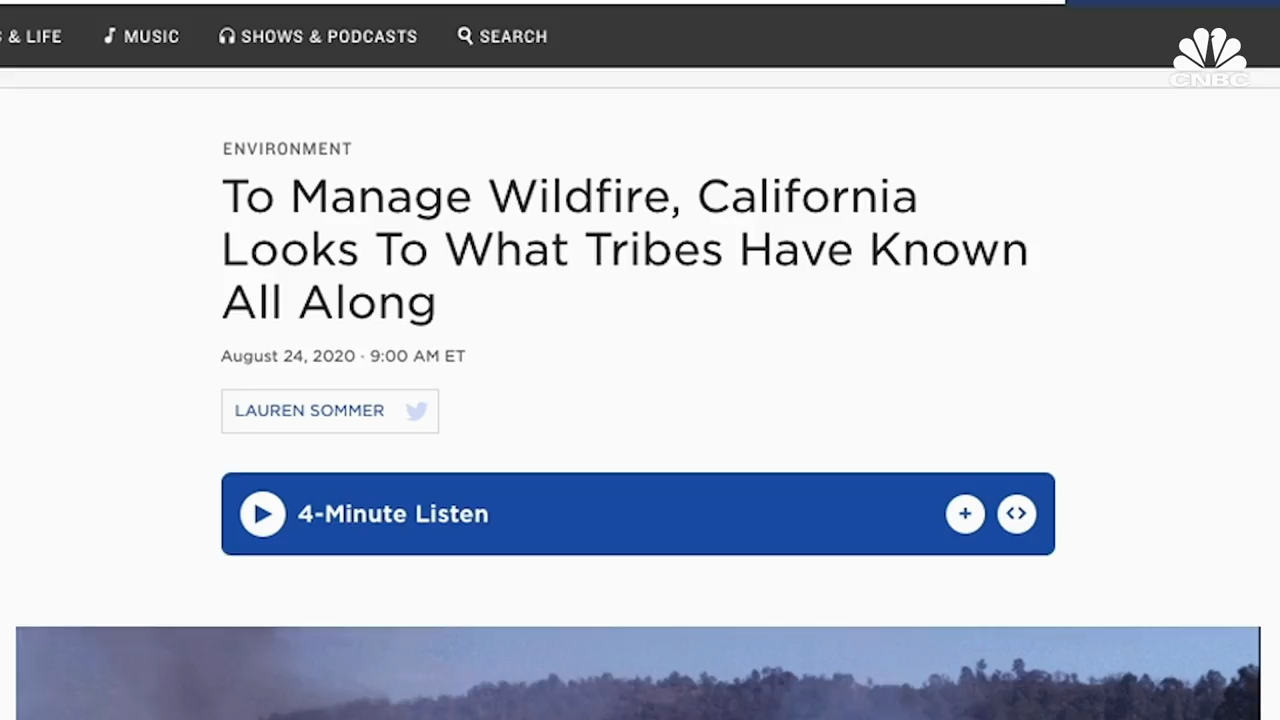 & LIFE
MUSIC
SHOWS & PODCASTS
SEARCH
CNBC
ENVIRONMENT
To Manage Wildfire, California
Looks To What Tribes Have Known
All Along
August 24, 2020 · 9:00 AM ET
LAUREN SOMMER
4-Minute Listen